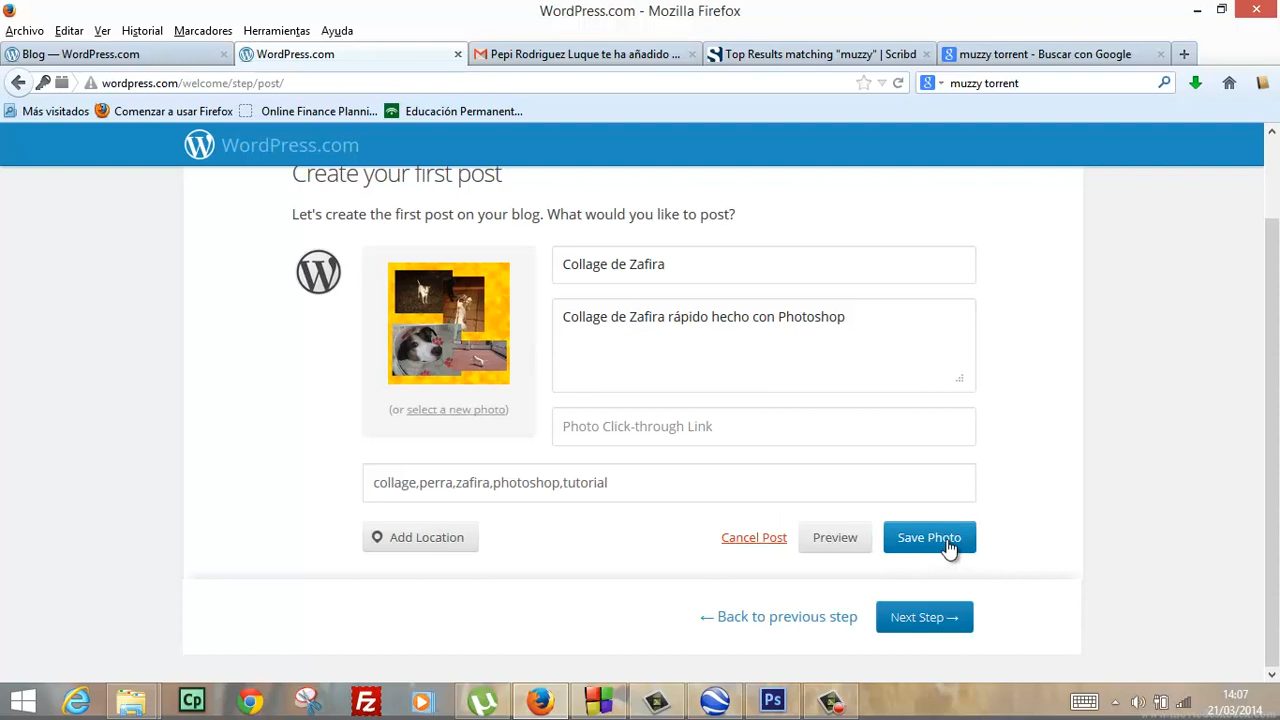 WordPress.com - Mozilla Firefox
Archivo Editar Ver Historial Marcadores Herramientas Ayuda
Blog — WordPress.com
WordPress.com
Pepi Rodriguez Luque te ha añadido ...
Top Results matching "muzzy" | Scribd
muzzy torrent - Buscar con Google
wordpress.com/welcome/step/post/
muzzy torrent
Más visitados
Comenzar a usar Firefox
Online Finance Planni...
Educación Torrent...
WordPress.com
Create your first post
Let's create the first post on your blog. What would you like to post?
Collage de Zafira
Collage de Zafira rápido hecho con Photoshop
(or select a new photo)
Photo Click-through Link
collage,perra,zafira,photoshop,tutorial
Add Location
Cancel Post
Preview
Save Photo
← Back to previous step
Next Step →
14:07
21/03/2014